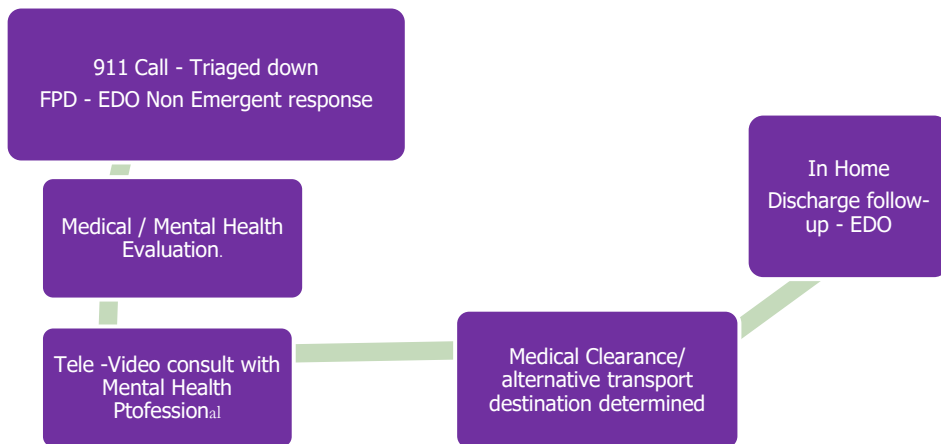 911 Call - Triaged down
FPD - EDO Non Emergent response
Medical / Mental Health
Evaluation.
Tele -Video consult with
Mental Health
Ptofessional
Medical Clearance/
alternative transport
destination determined
In Home
Discharge follow-
up - EDO